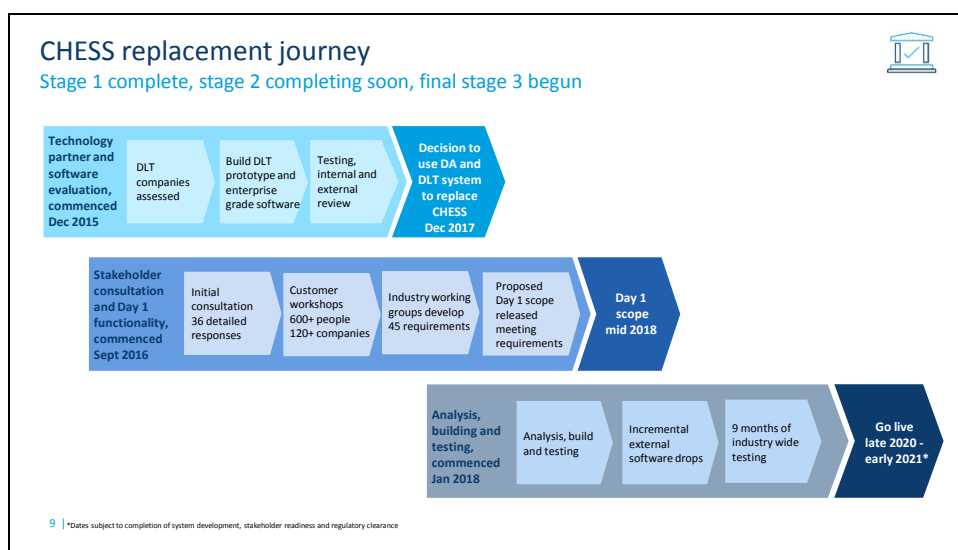 CHESS replacement journey
Stage 1 complete, stage 2 completing soon, final stage 3 begun
Technology
partner and
software
evaluation,
commenced
Dec 2015
DLT
companies
assessed
Build DLT
prototype and
enterprise
grade software
Testing,
internal and
external
review
Decision to
use DA and
DLT system
to replace
CHESS
Dec 2017
Stakeholder
consultation
and Day 1
functionality,
commenced
Sept 2016
Initial
consultation
36 detailed
responses
Customer
workshops
600+ people
120+ companies
Industry working
groups develop
45 requirements
Proposed
Day 1 scope
released
meeting
requirements
Day 1
scope
mid 2018
Analysis,
building and
testing,
commenced
Jan 2018
Analysis, build
and testing
Incremental
external
software drops
9 months of
industry wide
testing
Go live
late 2020 -
early 2021*
9 | *Dates subject to completion of system development, stakeholder readiness and regulatory clearance